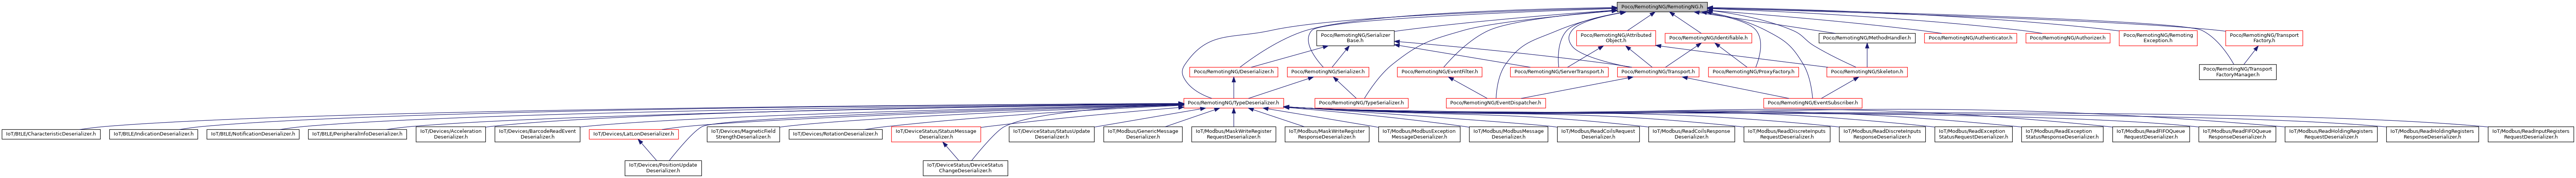 Poco/RemotingNG/RemotingNG.h
Poco/RemotingNG/Serializer
Base.h
Poco/RemotingNG/Attributed
Object.h
Poco/RemotingNG/Identifiable.h
Poco/RemotingNG/MethodHandler.h
Poco/RemotingNG/Authenticator.h
Poco/RemotingNG/Authorizer.h
Poco/RemotingNG/Remoting
Exception.h
Poco/RemotingNG/Transport
Factory.h
Poco/RemotingNG/Deserializer.h
Poco/RemotingNG/Serializer.h
Poco/RemotingNG/EventFilter.h
Poco/RemotingNG/ServerTransport.h
Poco/RemotingNG/Transport.h
Poco/RemotingNG/ProxyFactory.h
Poco/RemotingNG/Skeleton.h
Poco/RemotingNG/Transport
FactoryManager.h
Poco/RemotingNG/TypeDeserializer.h
Poco/RemotingNG/TypeSerializer.h
Poco/RemotingNG/EventDispatcher.h
Poco/RemotingNG/EventSubscriber.h
IoT/BtLE/CharacteristicDeserializer.h
IoT/BtLE/IndicationDeserializer.h
IoT/BtLE/NotificationDeserializer.h
IoT/BtLE/PeripheralInfoDeserializer.h
IoT/Devices/Acceleration
Deserializer.h
IoT/Devices/BarcodeReadEvent
Deserializer.h
IoT/Devices/LatLonDeserializer.h
IoT/Devices/MagneticField
StrengthDeserializer.h
IoT/Devices/RotationDeserializer.h
IoT/DeviceStatus/StatusMessage
Deserializer.h
IoT/DeviceStatus/StatusUpdate
Deserializer.h
IoT/Modbus/GenericMessage
Deserializer.h
IoT/Modbus/MaskWriteRegister
RequestDeserializer.h
IoT/Modbus/MaskWriteRegister
ResponseDeserializer.h
IoT/Modbus/ModbusException
MessageDeserializer.h
IoT/Modbus/ModbusMessage
Deserializer.h
IoT/Modbus/ReadCoilsRequest
Deserializer.h
IoT/Modbus/ReadCoilsResponse
Deserializer.h
IoT/Modbus/ReadDiscreteInputs
RequestDeserializer.h
IoT/Modbus/ReadDiscreteInputs
ResponseDeserializer.h
IoT/Modbus/ReadException
StatusRequestDeserializer.h
IoT/Modbus/ReadException
StatusResponseDeserializer.h
IoT/Modbus/ReadFIFOQueue
RequestDeserializer.h
IoT/Modbus/ReadFIFOQueue
ResponseDeserializer.h
IoT/Modbus/ReadHoldingRegisters
RequestDeserializer.h
IoT/Modbus/ReadHoldingRegisters
ResponseDeserializer.h
IoT/Modbus/ReadInputRegisters
RequestDeserializer.h
IoT/Devices/PositionUpdate
Deserializer.h
IoT/DeviceStatus/DeviceStatus
ChangeDeserializer.h